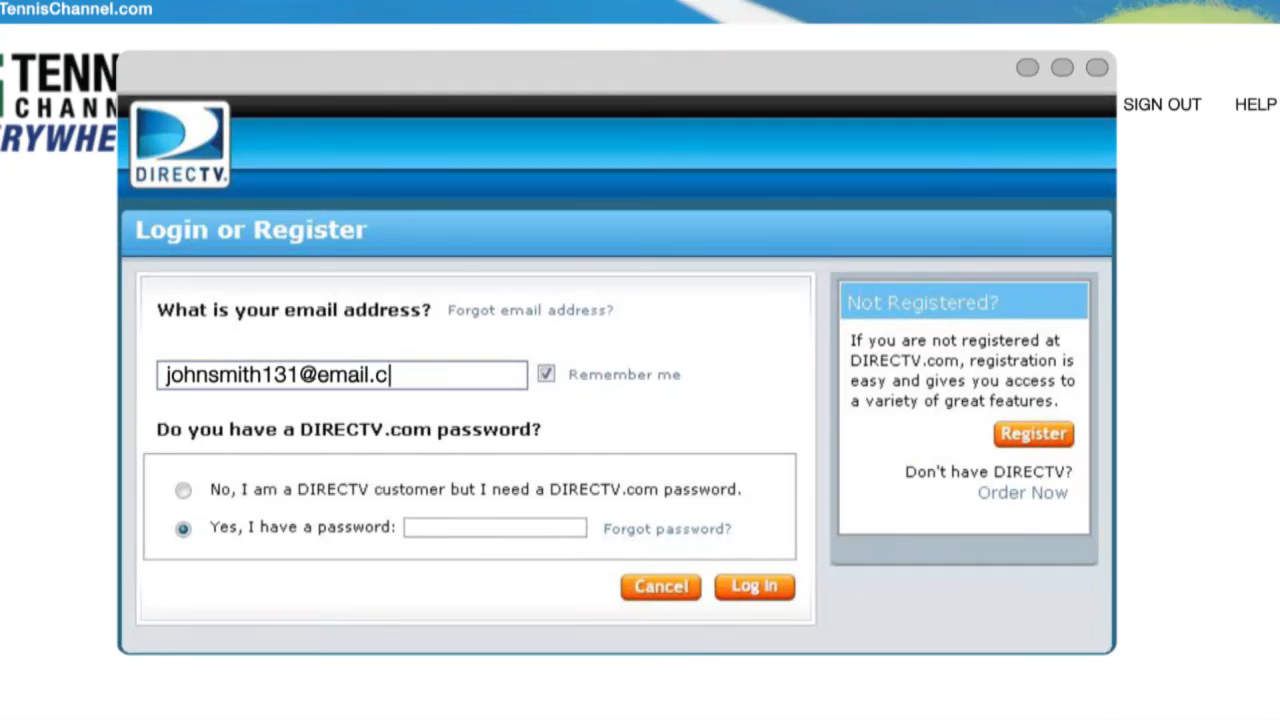 TennisChannel.com
TENN
CHANN
RYWHE
SIGN OUT
HELP
DIRECTV.
Login or Register
What is your email address? Forgot email address?
johnsmith131@email.c
Remember me
Do you have a DIRECTV.com password?
No, I am a DIRECTV customer but I need a DIRECTV.com password.
Yes, I have a password:
Forgot password?
Cancel
Log In
Not Registered?
If you are not registered at
DIRECTV.com, registration is
easy and gives you access to
a variety of great features.
Register
Don't have DIRECTV?
Order Now